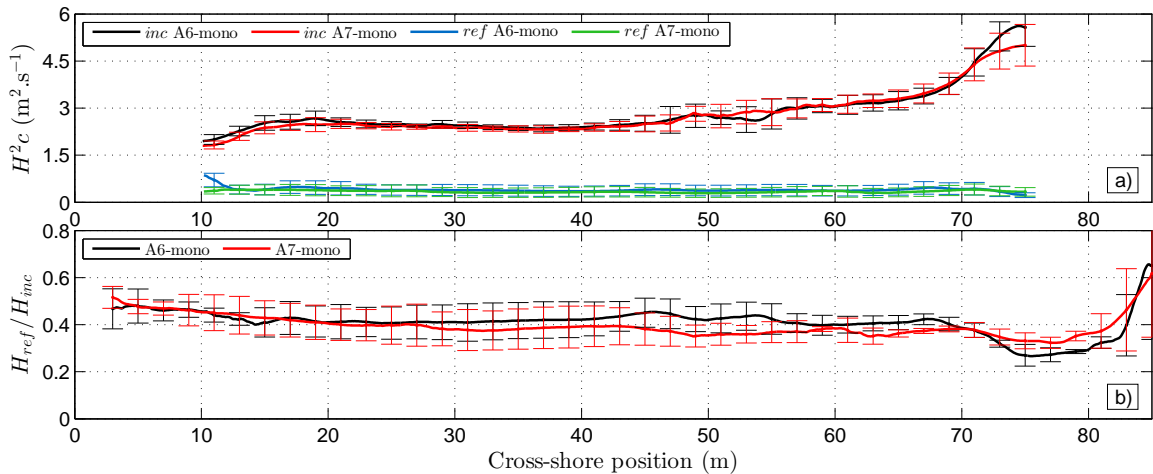 6
4.5
3
1.5
0
H²c (m².s⁻¹)
inc A6-mono inc A7-mono ref A6-mono ref A7-mono
a)
0 10 20 30 40 50 60 70 80
0.8
0.6
0.4
0.2
0
H_ref/H_inc
A6-mono A7-mono
b)
0 10 20 30 40 50 60 70 80
Cross-shore position (m)